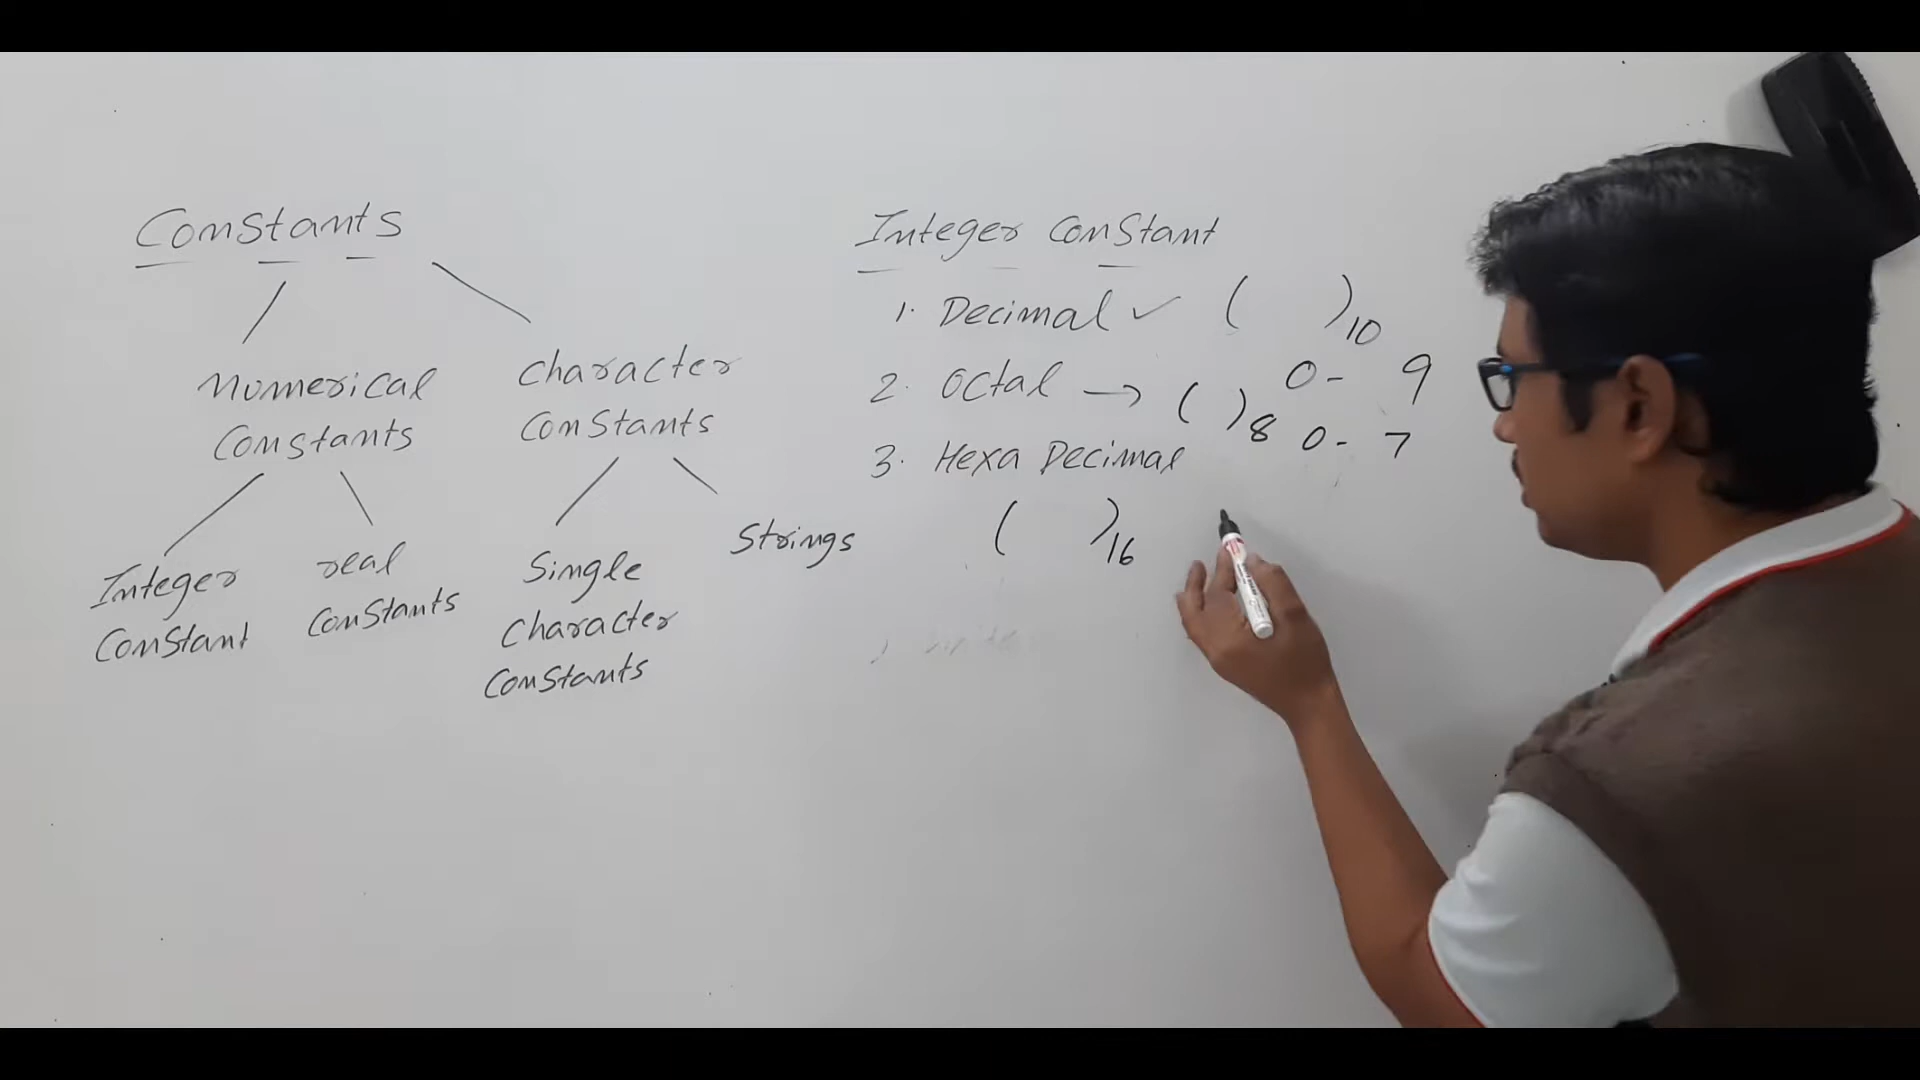 Constants
Numerical
Constants
Character
Constants
Integer
Constant
real
Constants
Single
Character
Constants
Strings
Integer Constant
1. Decimal ✓ ( )10
0 - 9
2. Octal → ( )8 0 - 7
3. Hexa Decimal
( )16